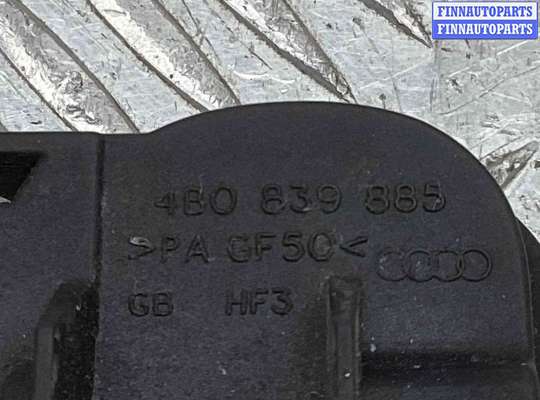 FINNAUTOPARTS
FINNAUTOPARTS
4B0 839 885
>PA GF50<
GB HF3